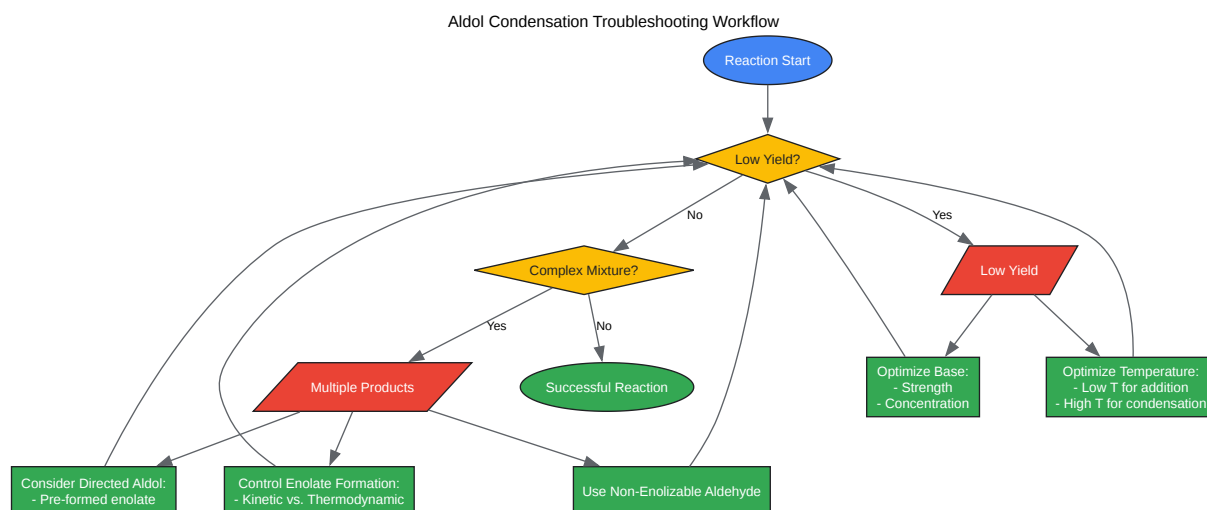 Aldol Condensation Troubleshooting Workflow
Reaction Start
Low Yield?
No
Yes
Complex Mixture?
Low Yield
Yes
No
Optimize Base:
- Strength
- Concentration
Optimize Temperature:
- Low T for addition
- High T for condensation
Multiple Products
Successful Reaction
Consider Directed Aldol:
- Pre-formed enolate
Control Enolate Formation:
- Kinetic vs. Thermodynamic
Use Non-Enolizable Aldehyde